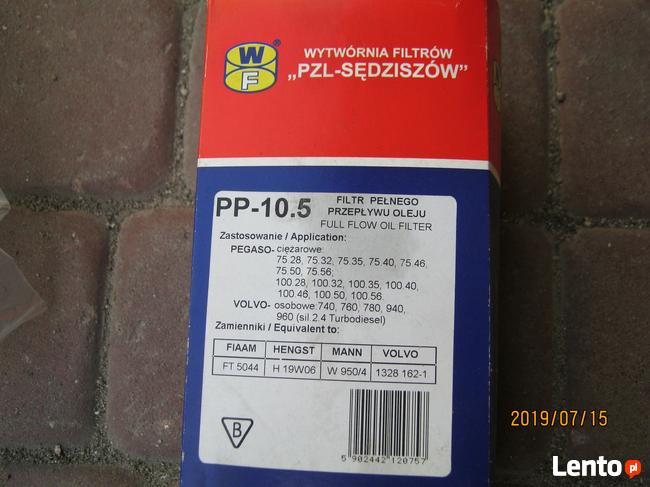 W
F
®
WYTWÓRNIA FILTRÓW
„PZL-SĘDZISZÓW”
PP-10.5
FILTR PEŁNEGO
PRZEPŁYWU OLEJU
FULL FLOW OIL FILTER
Zastosowanie / Application:
PEGASO- ciężarowe:
75.28, 75.32, 75.35, 75.40, 75.46,
75.50, 75.56;
100.28, 100.32, 100.35, 100.40,
100.46, 100.50, 100.56.
VOLVO- osobowe:740, 760, 780, 940,
960 (sil.2.4 Turbodiesel)
Zamienniki / Equivalent to:
FIAAM HENGST MANN VOLVO
FT 5044 H 19W06 W 950/4 1328 162-1
B
5 902442 120757
2019/07/15
Lento.pl